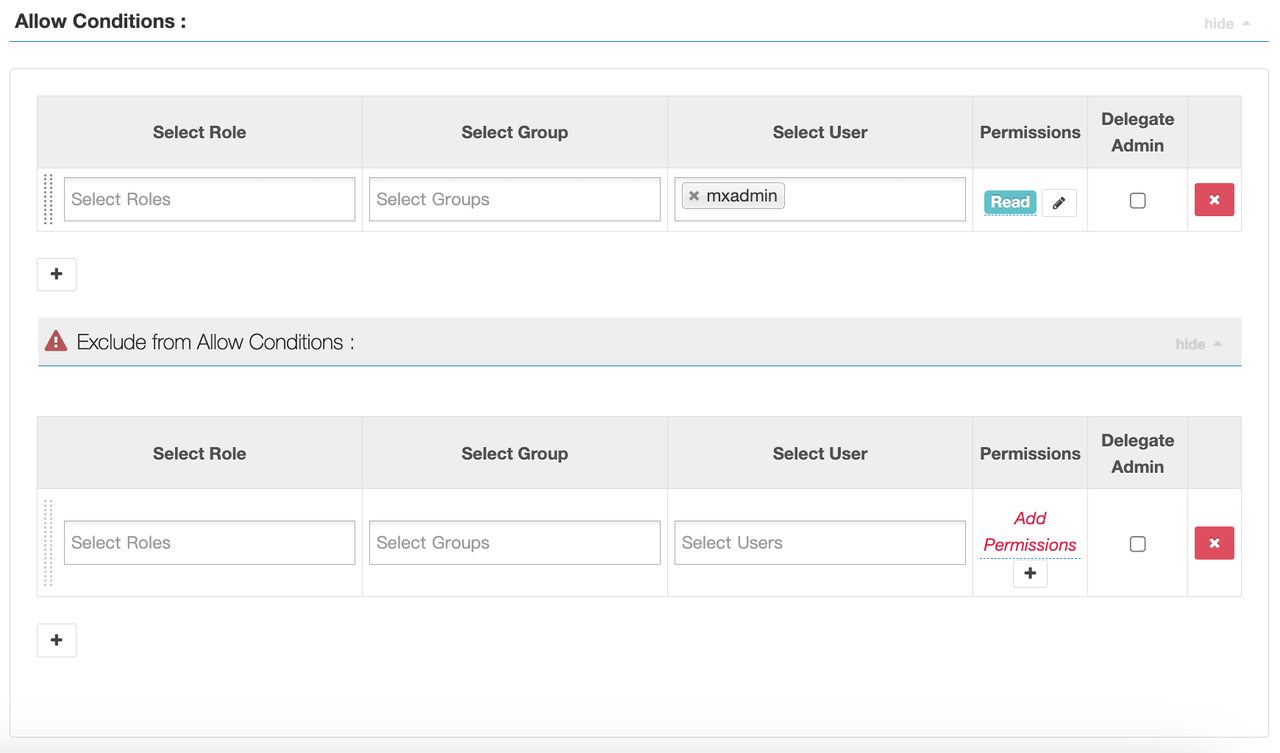 Allow Conditions :
hide
Select Role Select Group Select User Permissions Delegate Admin
Select Roles Select Groups mxadmin Read
Exclude from Allow Conditions :
hide
Select Role Select Group Select User Permissions Delegate Admin
Select Roles Select Groups Select Users Add Permissions